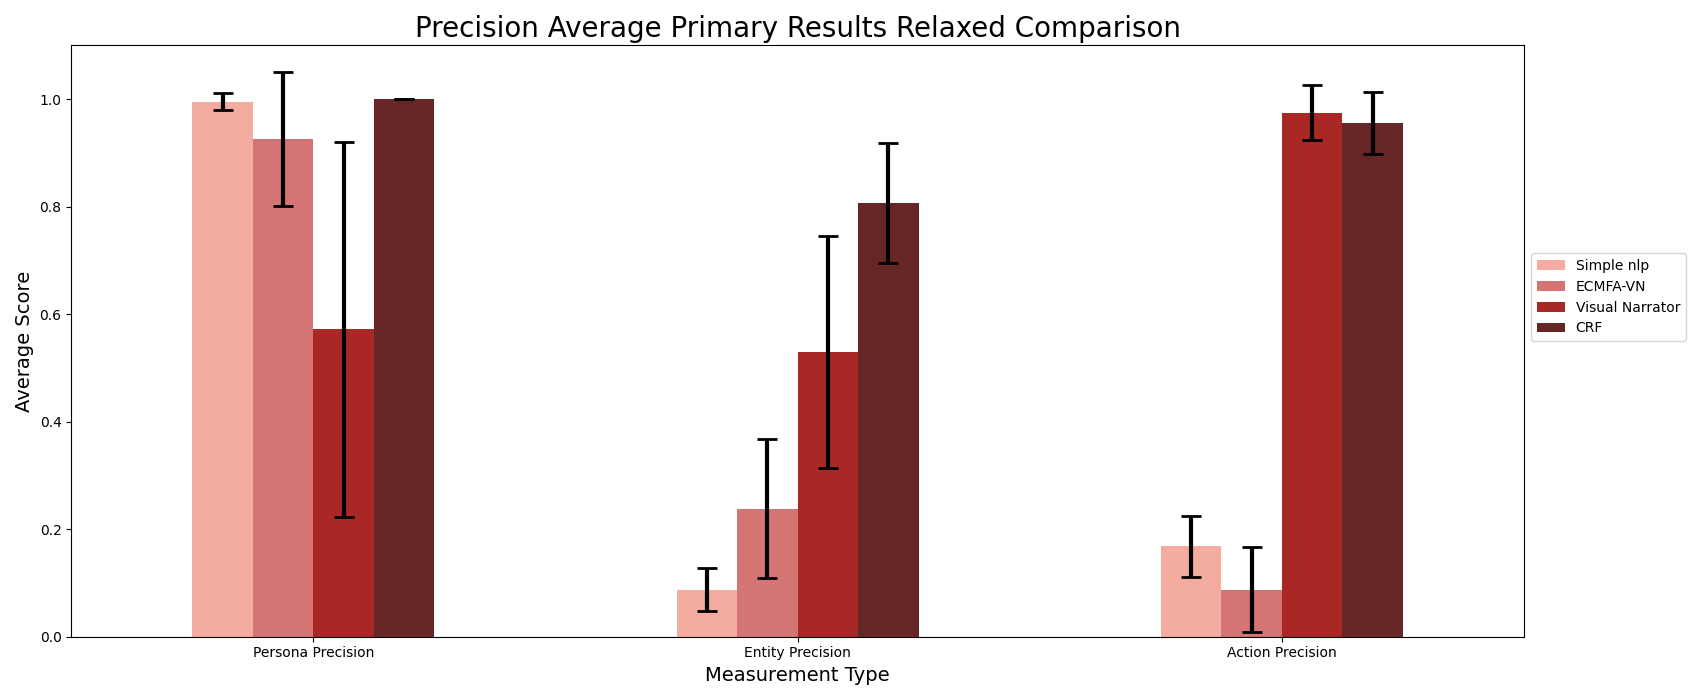 Precision Average Primary Results Relaxed Comparison
Average Score
1.0
0.8
0.6
0.4
0.2
0.0
Persona Precision
Entity Precision
Action Precision
Measurement Type
Simple nlp
ECMFA-VN
Visual Narrator
CRF